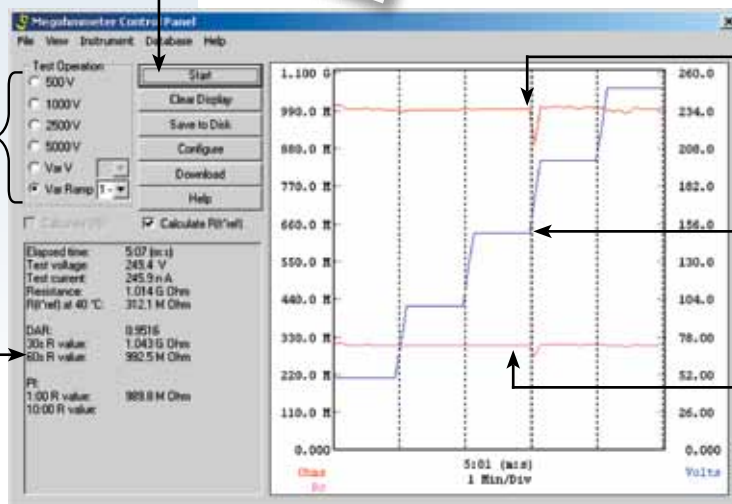 Megohmmeter Control Panel
File View Instrument Database Help
Test Operation
500 V
1000 V
2500 V
5000 V
Var V
Var Ramp 1 -
Start
Clear Display
Save to Disk
Configure
Download
Help
Calculate R(t°ref)
Elapsed time: 5:07 (m:s)
Test voltage: 249.4 V
Test current: 245.9 n A
Resistance: 1.014 G Ohm
R(t°ref) at 40 °C: 312.1 M Ohm
DAR: 0.9516
30s R value: 1.043 G Ohm
60s R value: 992.5 M Ohm
PI:
1:00 R value: 989.8 M Ohm
10:00 R value:
1.100 G
990.0 M
880.0 M
770.0 M
660.0 M
550.0 M
440.0 M
330.0 M
220.0 M
110.0 M
0.000
260.0
234.0
208.0
182.0
156.0
130.0
104.0
78.00
52.00
26.00
0.000
Ohms
Rc
5:01 (m:s)
1 Min/Div
Volts